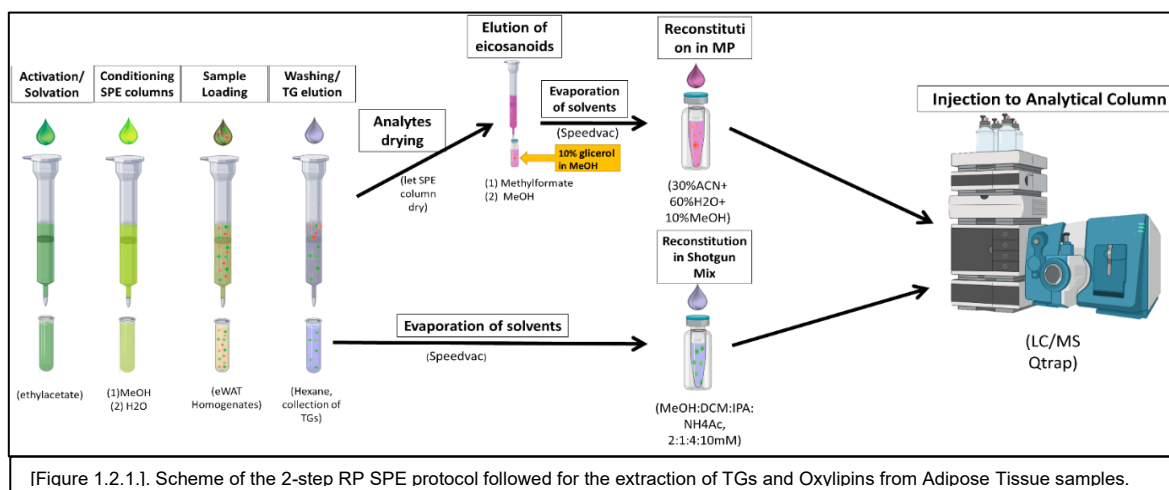 Activation/
Solvation
Conditioning
SPE columns
Sample
Loading
Washing/
TG elution
(ethylacetate)
(1)MeOH
(2) H2O
(eWAT
Homogenates)
(Hexane,
collection of
TGs)
Analytes
drying
(let SPE
column
dry)
Elution of
eicosanoids
10% glicerol
in MeOH
(1) Methylformate
(2) MeOH
Evaporation
of solvents
(Speedvac)
Reconstituti
on in MP
(30%ACN+
60%H2O+
10%MeOH)
Evaporation of solvents
(Speedvac)
Reconstitution
in Shotgun
Mix
(MeOH:DCM:IPA:
NH4Ac,
2:1:4:10mM)
Injection to Analytical Column
(LC/MS
Qtrap)
[Figure 1.2.1.]. Scheme of the 2-step RP SPE protocol followed for the extraction of TGs and Oxylipins from Adipose Tissue samples.